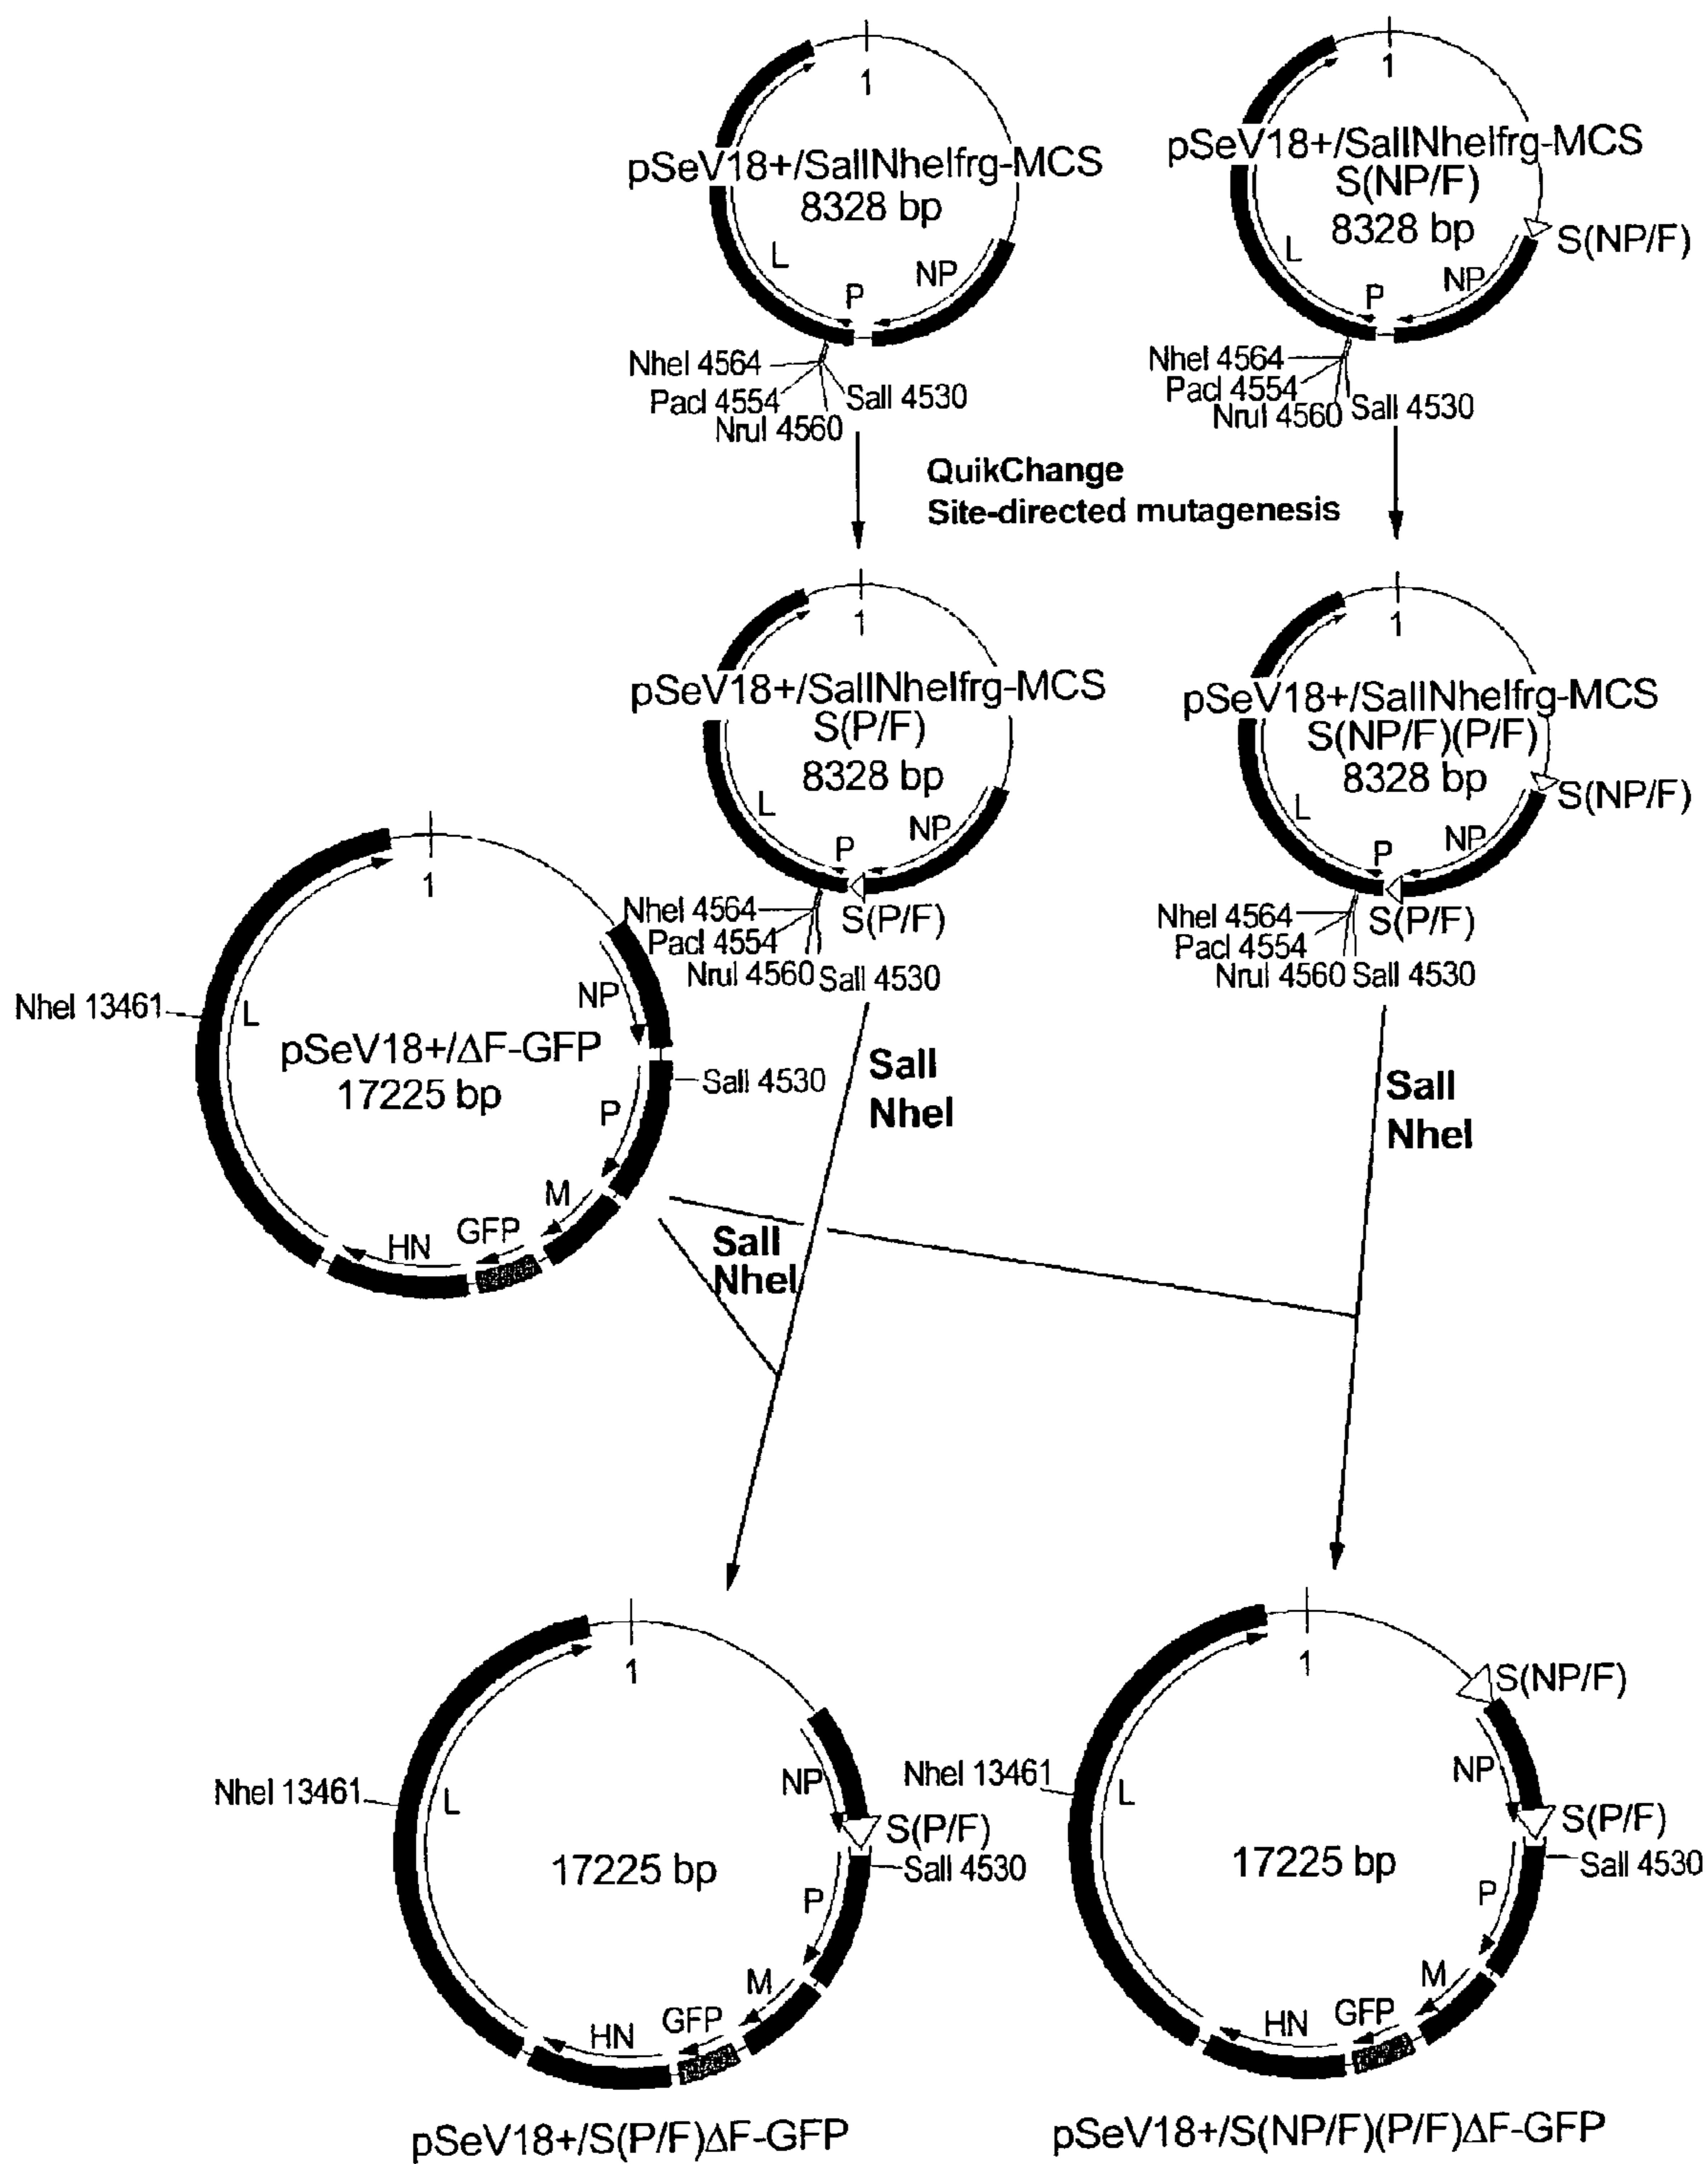 1
pSeV18+/SalINheIfrg-MCS
8328 bp
L
P
NP
NheI 4564
PacI 4554
NruI 4560
SalI 4530
1
pSeV18+/SalINheIfrg-MCS
S(NP/F)
8328 bp
S(NP/F)
L
P
NP
NheI 4564
PacI 4554
NruI 4560
SalI 4530
QuikChange
Site-directed mutagenesis
1
pSeV18+/SalINheIfrg-MCS
S(P/F)
8328 bp
L
P
NP
NheI 4564
PacI 4554
NruI 4560
SalI 4530
S(P/F)
1
pSeV18+/SalINheIfrg-MCS
S(NP/F)(P/F)
8328 bp
S(NP/F)
L
P
NP
NheI 4564
PacI 4554
NruI 4560
SalI 4530
S(P/F)
1
NheI 13461
L
NP
pSeV18+/ΔF-GFP
17225 bp
SalI 4530
P
M
GFP
HN
SalI
NheI
SalI
NheI
SalI
NheI
1
NheI 13461
L
NP
S(P/F)
SalI 4530
17225 bp
P
M
GFP
HN
pSeV18+/S(P/F)ΔF-GFP
1
S(NP/F)
NheI 13461
L
NP
S(P/F)
SalI 4530
17225 bp
P
M
GFP
HN
pSeV18+/S(NP/F)(P/F)ΔF-GFP